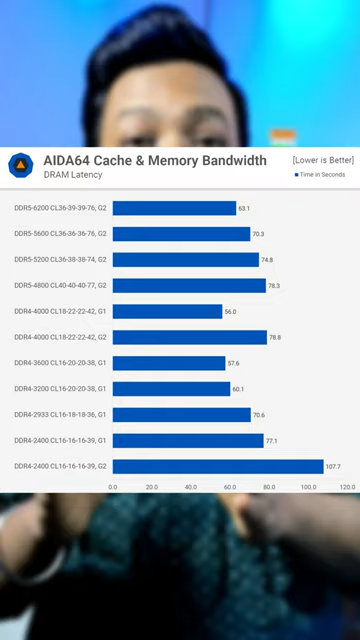 AIDA64 Cache & Memory Bandwidth
[Lower is Better]
DRAM Latency
Time in Seconds
DDR5-6200 CL36-39-39-76, G2 63.1
DDR5-5600 CL36-36-36-76, G2 70.3
DDR5-5200 CL36-38-38-74, G2 74.8
DDR5-4800 CL40-40-40-77, G2 78.3
DDR4-4000 CL18-22-22-42, G1 56.0
DDR4-4000 CL18-22-22-42, G2 78.8
DDR4-3600 CL16-20-20-38, G1 57.6
DDR4-3200 CL16-20-20-38, G1 60.1
DDR4-2933 CL16-18-18-36, G1 70.6
DDR4-2400 CL16-16-16-39, G1 77.1
DDR4-2400 CL16-16-16-39, G2 107.7
0.0 20.0 40.0 60.0 80.0 100.0 120.0